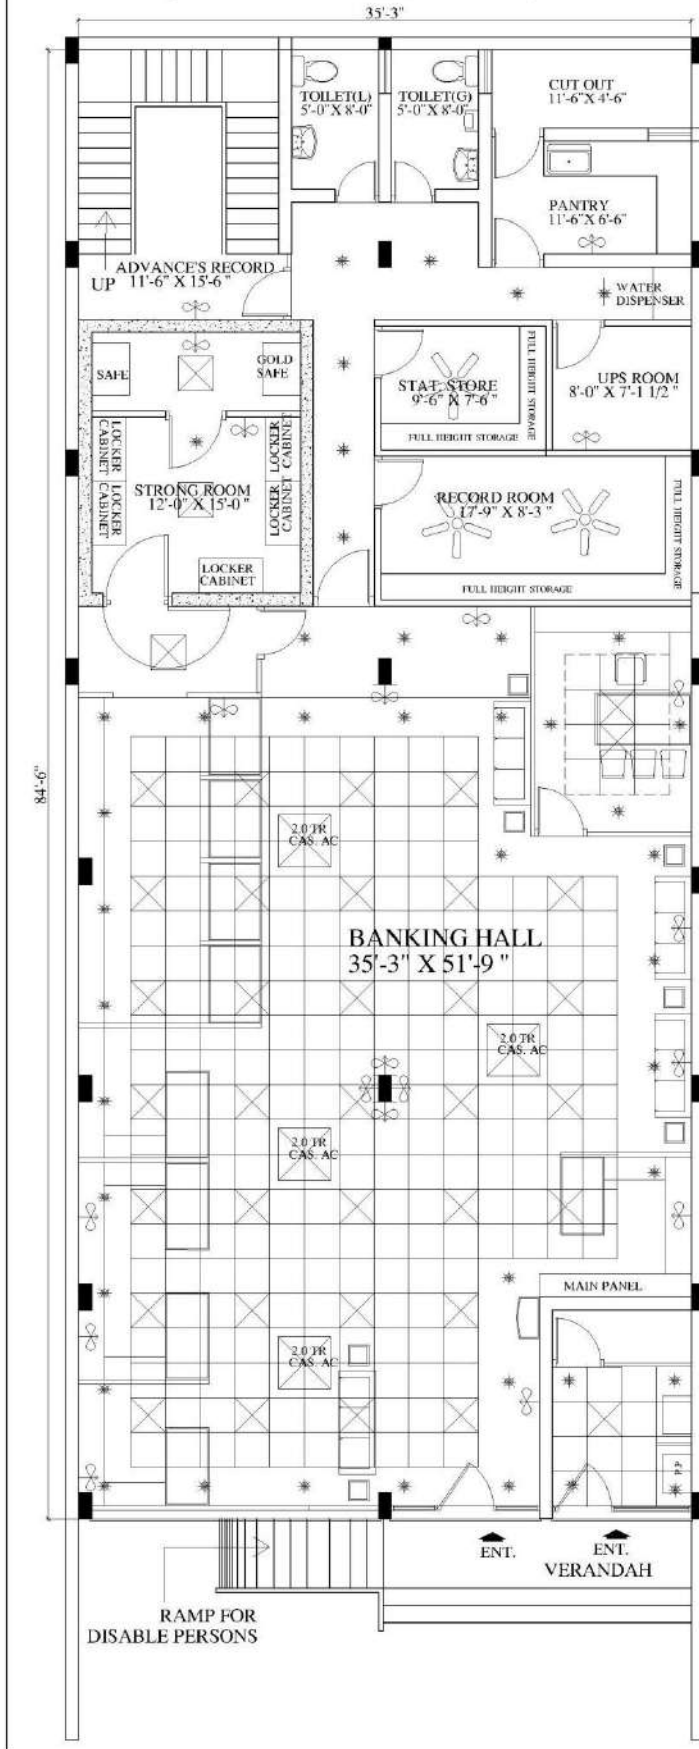 35'-3"
TOILET(L)
5'-0"X 8'-0"
TOILET(G)
5'-0"X 8'-0"
CUT OUT
11'-6"X 4'-6"
PANTRY
11'-6"X 6'-6"
UP
ADVANCE'S RECORD
11'-6" X 15'-6 "
WATER
DISPENSER
SAFE
GOLD
SAFE
STAT. STORE
9'-6" X 7'-6 "
FULL HEIGHT STORAGE
FULL HEIGHT STORAGE
UPS ROOM
8'-0" X 7'-1 1/2 "
LOCKER
CABINET
LOCKER
CABINET
LOCKER
CABINET
LOCKER
CABINET
STRONG ROOM
12'-0" X 15'-0 "
LOCKER
CABINET
RECORD ROOM
17'-9" X 8'-3 "
FULL HEIGHT STORAGE
FULL HEIGHT STORAGE
84'-6"
2.0 TR
CAS. AC
BANKING HALL
35'-3" X 51'-9 "
2.0 TR
CAS. AC
2.0 TR
CAS. AC
MAIN PANEL
2.0 TR
CAS. AC
P.P
ENT.
ENT.
VERANDAH
RAMP FOR
DISABLE PERSONS